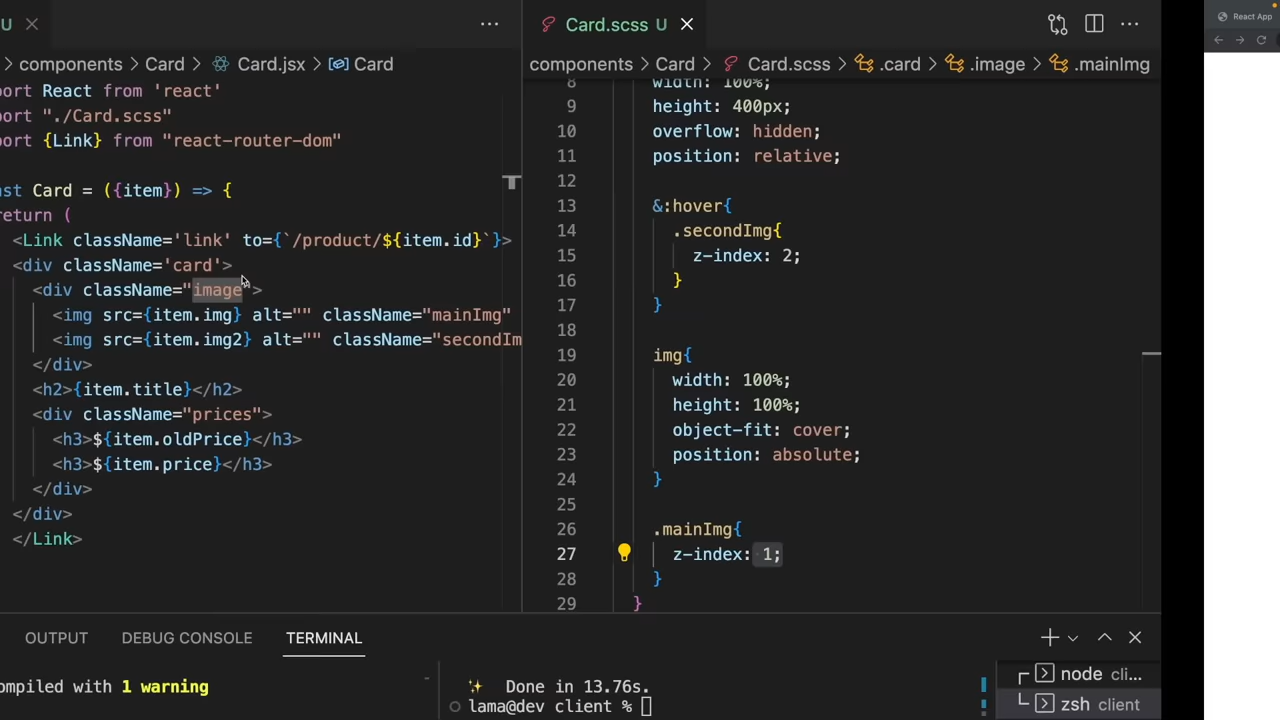 U
Card.scss U
React App
components > Card > Card.jsx > Card
components > Card > Card.scss > .card > .image > .mainImg
port React from 'react'
port "./Card.scss"
port {Link} from "react-router-dom"
nst Card = ({item}) => {
return (
<Link className='link' to={`/product/${item.id}`}>
<div className='card'>
<div className="image">
<img src={item.img} alt="" className="mainImg"
<img src={item.img2} alt="" className="secondIm
</div>
<h2>{item.title}</h2>
<div className="prices">
<h3>${item.oldPrice}</h3>
<h3>${item.price}</h3>
</div>
</div>
</Link>
8 width: 100%;
9 height: 400px;
10 overflow: hidden;
11 position: relative;
12
13 &:hover{
14 .secondImg{
15 z-index: 2;
16 }
17 }
18
19 img{
20 width: 100%;
21 height: 100%;
22 object-fit: cover;
23 position: absolute;
24 }
25
26 .mainImg{
27 z-index: 1;
28 }
29 }
OUTPUT DEBUG CONSOLE TERMINAL
ompiled with 1 warning
Done in 13.76s.
lama@dev client %
node cli...
zsh client